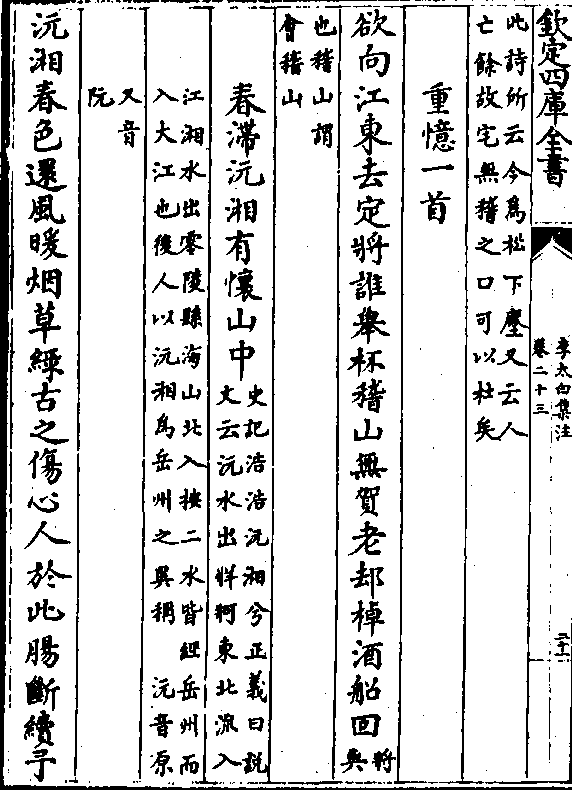 欽定四庫全書
李太白集注
卷二十三
此詩所云今爲松下塵又云人
亡餘故宅無稽之口可以杜矣
重憶一首
欲向江東去定將誰舉杯稽山無賀老却棹酒船回
將
與
也稽山謂
會稽山
春滯沅湘有懷山中
史記浩浩沅湘兮正義曰説
文云沅水出牂牁東北流入
江湘水出零陵縣海山北入按二水皆經岳州而
入大江也後人以沅湘爲岳州之異稱 沅音原
又音
阮
沅湘春色還風暖烟草緑古之傷心人於此腸斷續予